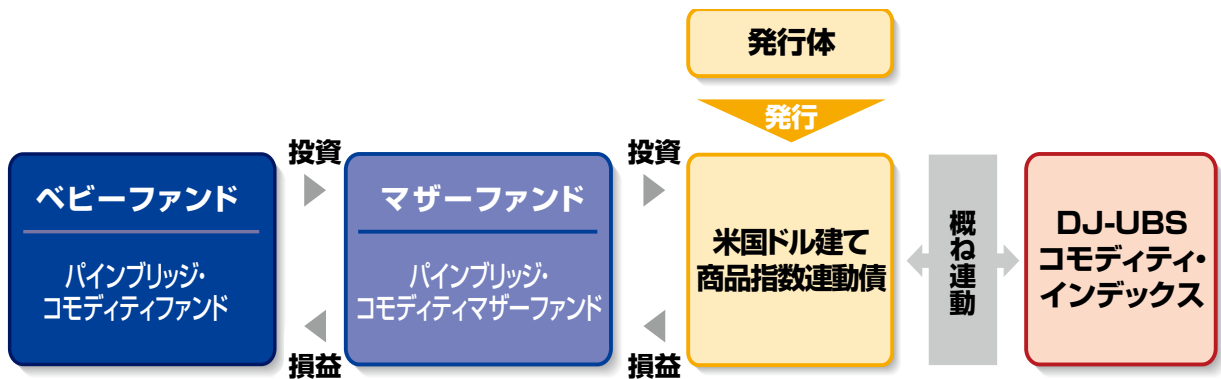 発行体
発行
投資
投資
ベビーファンド
パインブリッジ・
コモディティファンド
マザーファンド
パインブリッジ・
コモディティマザーファンド
米国ドル建て
商品指数連動債
概ね連動
DJ-UBS
コモディティ・
インデックス
損益
損益